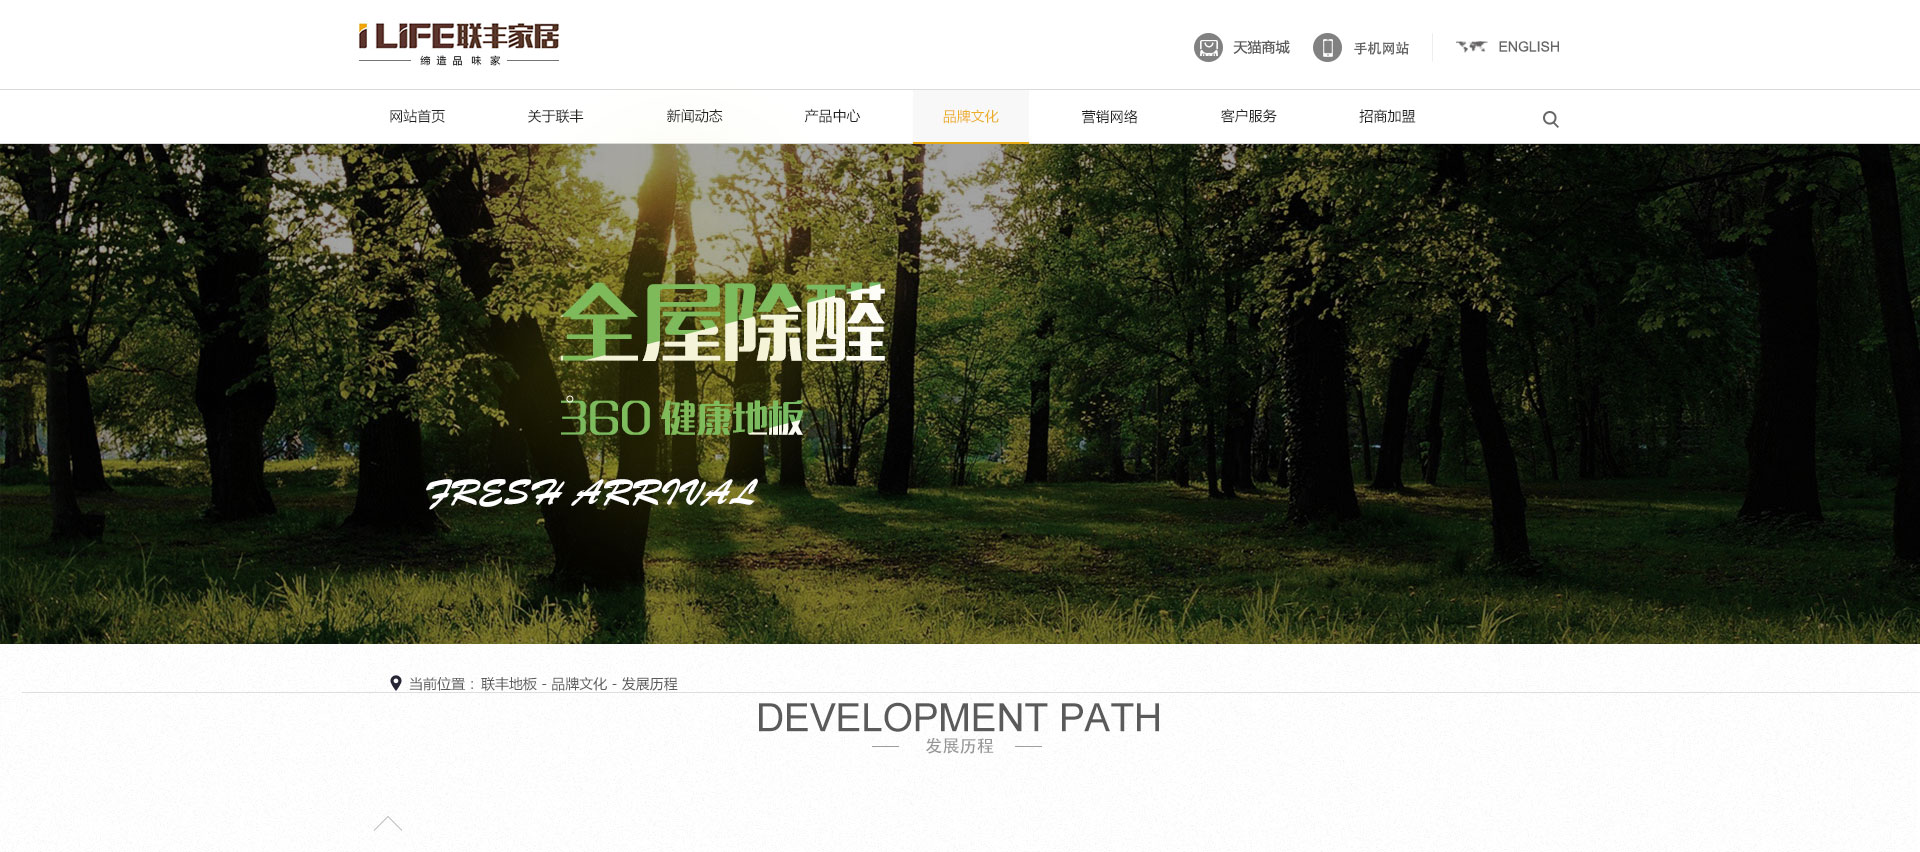 iLIFE联丰家居
缔造品味家
天猫商城 手机网站 ENGLISH
网站首页 关于联丰 新闻动态 产品中心 品牌文化 营销网络 客户服务 招商加盟
全屋除醛
360 健康地板
FRESH ARRIVAL
当前位置：联丰地板 - 品牌文化 - 发展历程
DEVELOPMENT PATH
发展历程